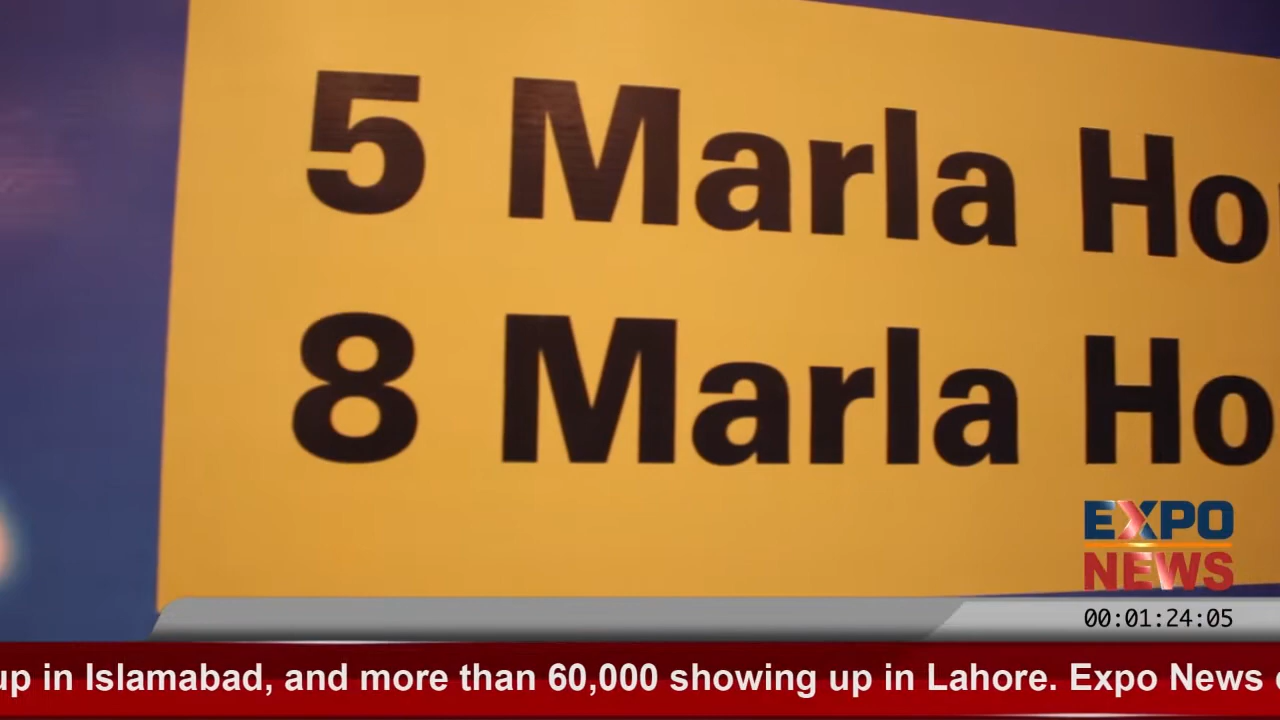 5 Marla Ho
8 Marla Ho
EXPO
NEWS
00:01:24:05
up in Islamabad, and more than 60,000 showing up in Lahore. Expo News